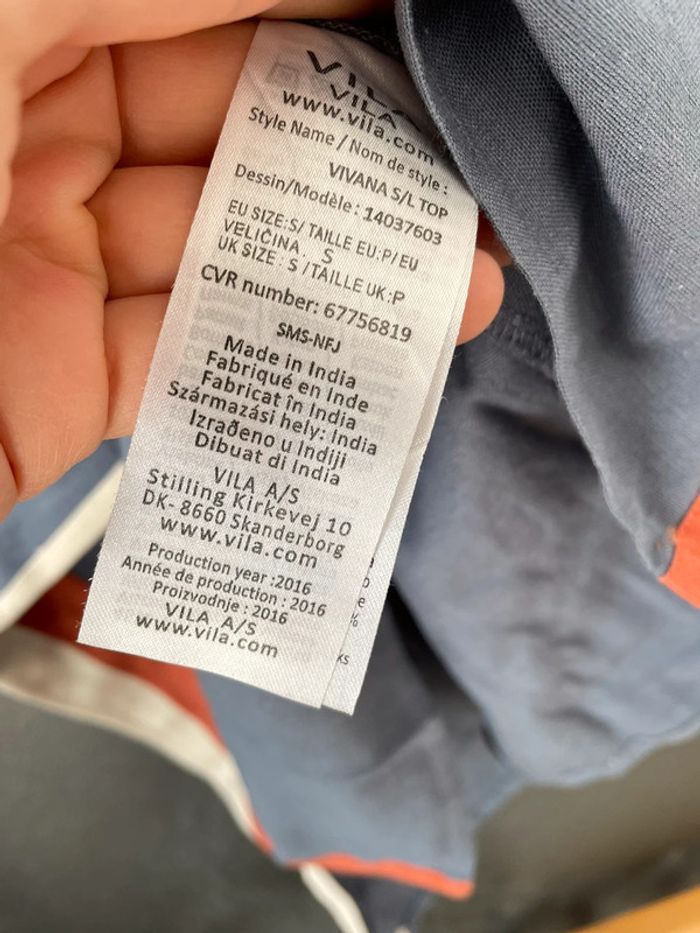 VILA
VILA
www.vila.com
Style Name / Nom de style :
VIVANA S/L TOP
Dessin/Modèle : 14037603
EU SIZE:S/ TAILLE EU:P/EU
VELIČINA S
UK SIZE : S /TAILLE UK:P
CVR number: 67756819
SMS-NFJ
Made in India
Fabriqué en Inde
Fabricat în India
Származási hely: India
Izrađeno u Indiji
Dibuat di India
VILA A/S
Stilling Kirkevej 10
DK- 8660 Skanderborg
www.vila.com
Production year :2016
Année de production : 2016
Proizvodnje : 2016
VILA A/S
www.vila.com
%
KS